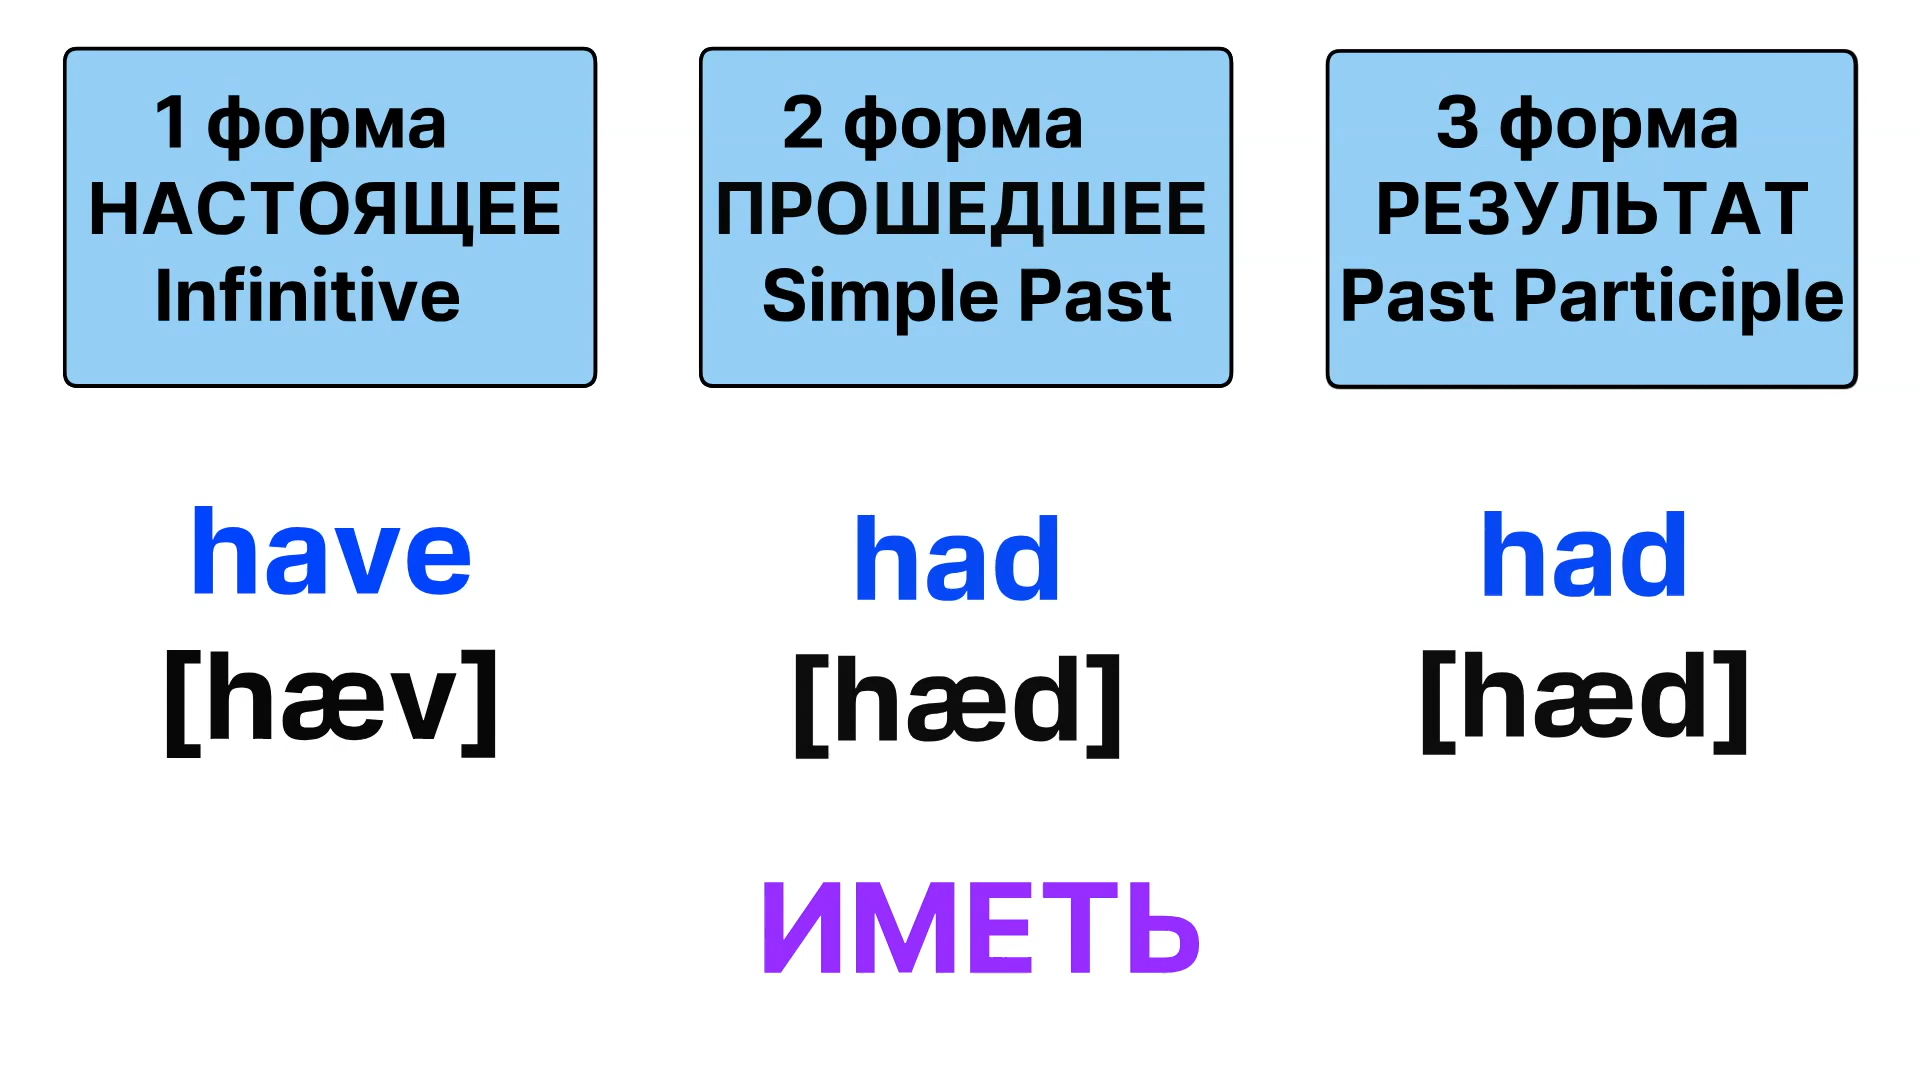 1 форма
НАСТОЯЩЕЕ
Infinitive
2 форма
ПРОШЕДШЕЕ
Simple Past
3 форма
РЕЗУЛЬТАТ
Past Participle
have
[hæv]
had
[hæd]
had
[hæd]
ИМЕТЬ